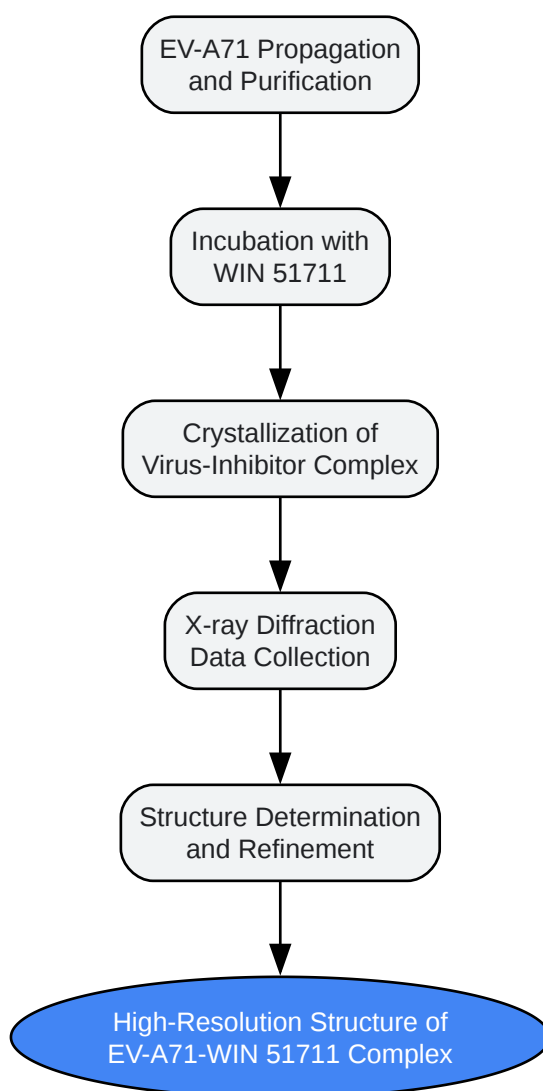 EV-A71 Propagation
and Purification
Incubation with
WIN 51711
Crystallization of
Virus-Inhibitor Complex
X-ray Diffraction
Data Collection
Structure Determination
and Refinement
High-Resolution Structure of
EV-A71-WIN 51711 Complex